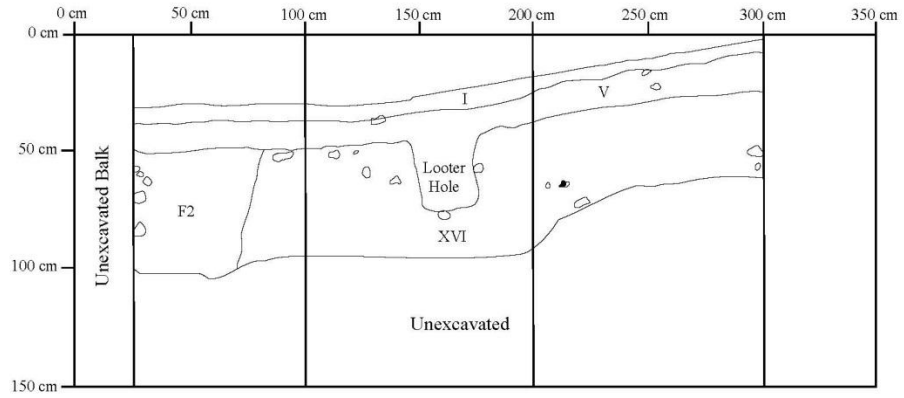 0 cm 50 cm 100 cm 150 cm 200 cm 250 cm 300 cm 350 cm
0 cm
I
V
50 cm
Looter
Hole
F2
XVI
Unexcavated Balk
100 cm
Unexcavated
150 cm